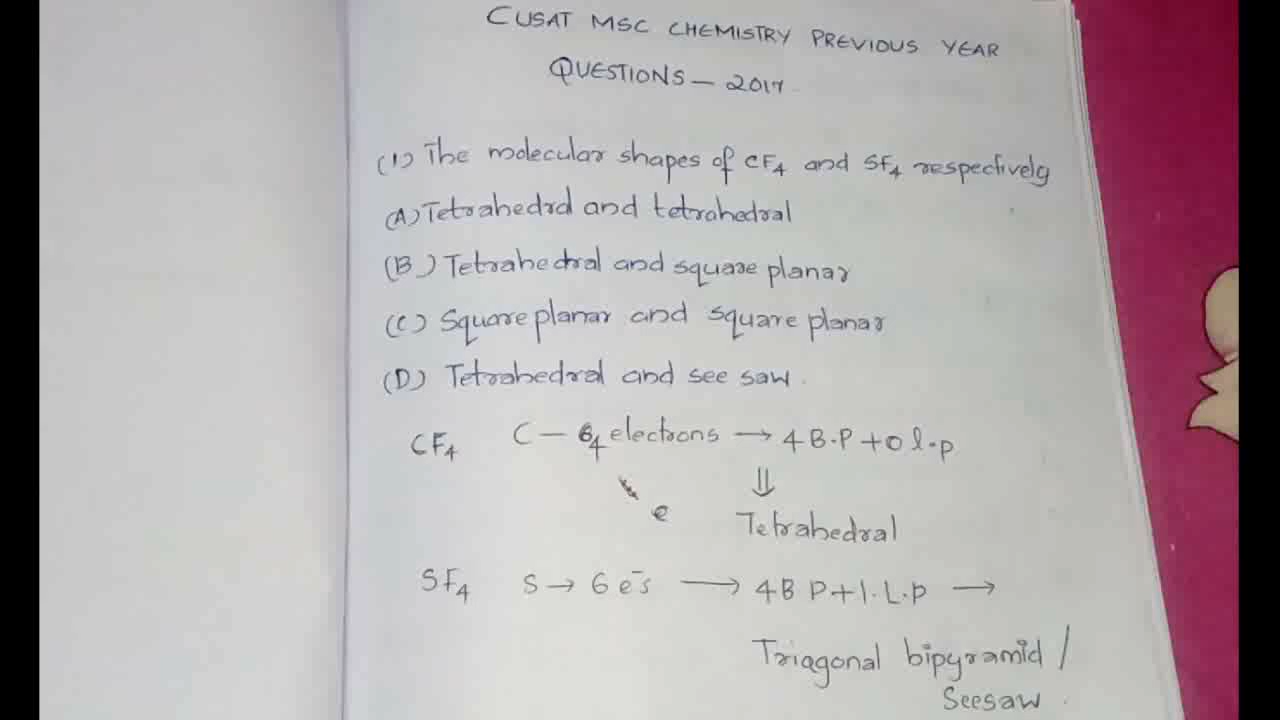 CUSAT MSC CHEMISTRY PREVIOUS YEAR
QUESTIONS — 2017
(1) The molecular shapes of CF4 and SF4 respectively
(A) Tetrahedral and tetrahedral
(B) Tetrahedral and square planar
(C) Square planar and square planar
(D) Tetrahedral and see saw.
CF4 C — 4 electrons → 4 B.P + 0 l.p
⇓
e
Tetrahedral
SF4 S → 6 e⁻s → 4 B P + 1. L.p →
Triagonal bipyramid /
Seesaw.